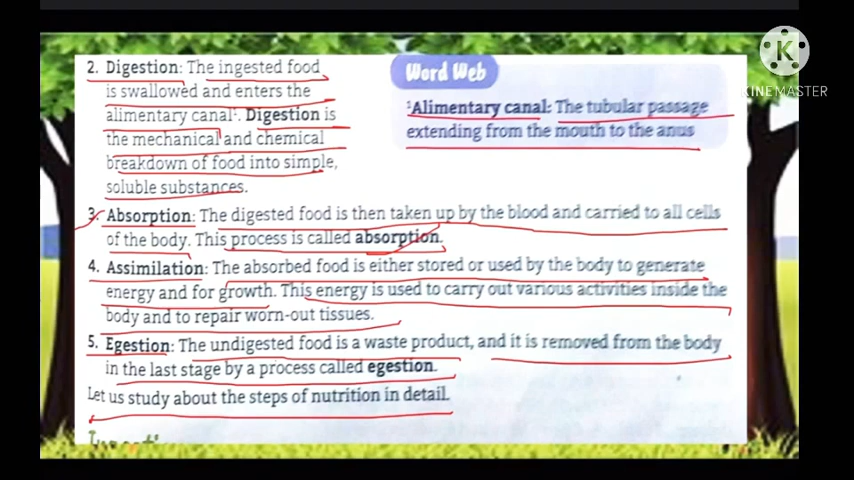 2. Digestion: The ingested food
is swallowed and enters the
alimentary canal¹. Digestion is
the mechanical and chemical
breakdown of food into simple,
soluble substances.
Word Web
¹Alimentary canal: The tubular passage
extending from the mouth to the anus
KINEMASTER
3. Absorption: The digested food is then taken up by the blood and carried to all cells
of the body. This process is called absorption.
4. Assimilation: The absorbed food is either stored or used by the body to generate
energy and for growth. This energy is used to carry out various activities inside the
body and to repair worn-out tissues.
5. Egestion: The undigested food is a waste product, and it is removed from the body
in the last stage by a process called egestion.
Let us study about the steps of nutrition in detail.